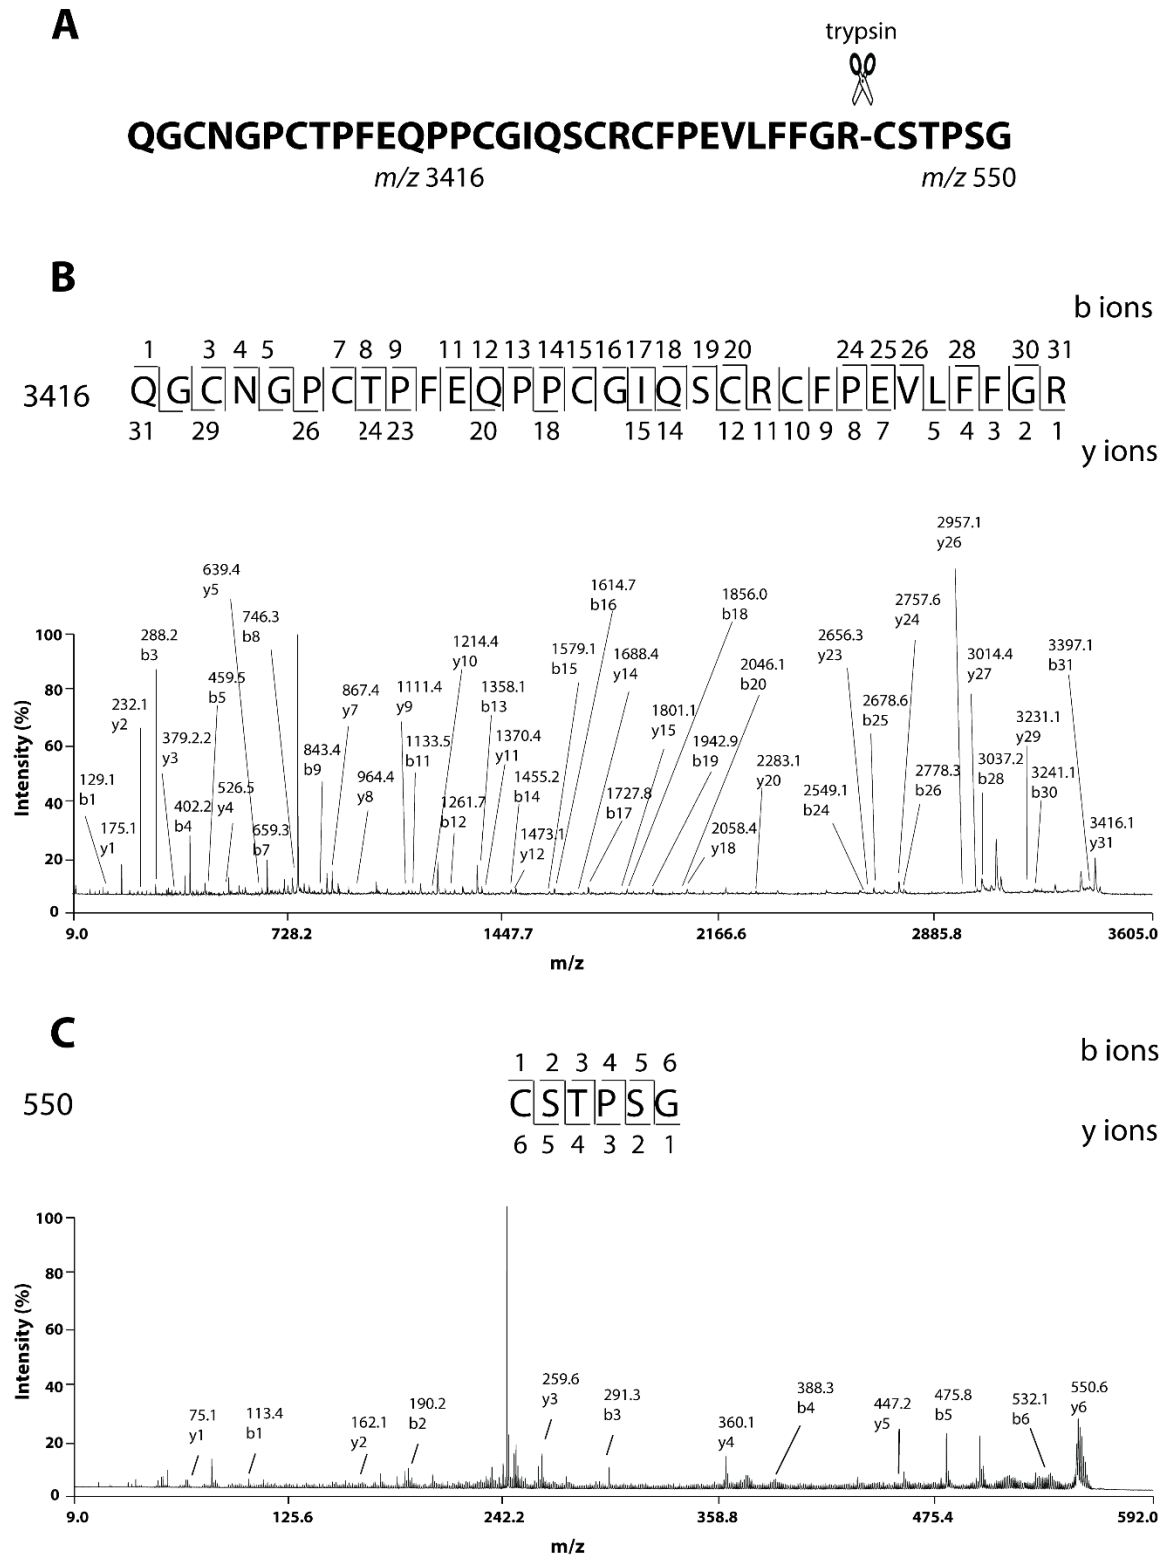 A
trypsin
QGCNGPCTPFEQPPCGIQSCRCFPEVLFFGR-CSTPSG
m/z 3416
m/z 550
B
b ions
1 3 4 5 7 8 9 11 12 13 14 15 16 17 18 19 20 24 25 26 28 30 31
3416
QGCNGPCTPFEQPPCGIQSCRCFPEVLFFGR
31 29 26 24 23 20 18 15 14 12 11 10 9 8 7 5 4 3 2 1
y ions
Intensity (%)
100
80
60
40
20
0
129.1
b1
175.1
y1
232.1
y2
288.2
b3
379.2.2
y3
402.2
b4
459.5
b5
526.5
y4
639.4
y5
659.3
b7
746.3
b8
843.4
b9
867.4
y7
964.4
y8
1111.4
y9
1133.5
b11
1214.4
y10
1261.7
b12
1358.1
b13
1370.4
y11
1455.2
b14
1473.1
y12
1579.1
b15
1614.7
b16
1688.4
y14
1727.8
b17
1801.1
y15
1856.0
b18
1942.9
b19
2046.1
b20
2058.4
y18
2283.1
y20
2549.1
b24
2656.3
y23
2678.6
b25
2757.6
y24
2778.3
b26
2957.1
y26
3014.4
y27
3037.2
b28
3231.1
y29
3241.1
b30
3397.1
b31
3416.1
y31
9.0 728.2 1447.7 2166.6 2885.8 3605.0
m/z
C
b ions
1 2 3 4 5 6
550
CSTPSG
6 5 4 3 2 1
y ions
Intensity (%)
100
80
60
40
20
0
75.1
y1
113.4
b1
162.1
y2
190.2
b2
259.6
y3
291.3
b3
360.1
y4
388.3
b4
447.2
y5
475.8
b5
532.1
b6
550.6
y6
9.0 125.6 242.2 358.8 475.4 592.0
m/z